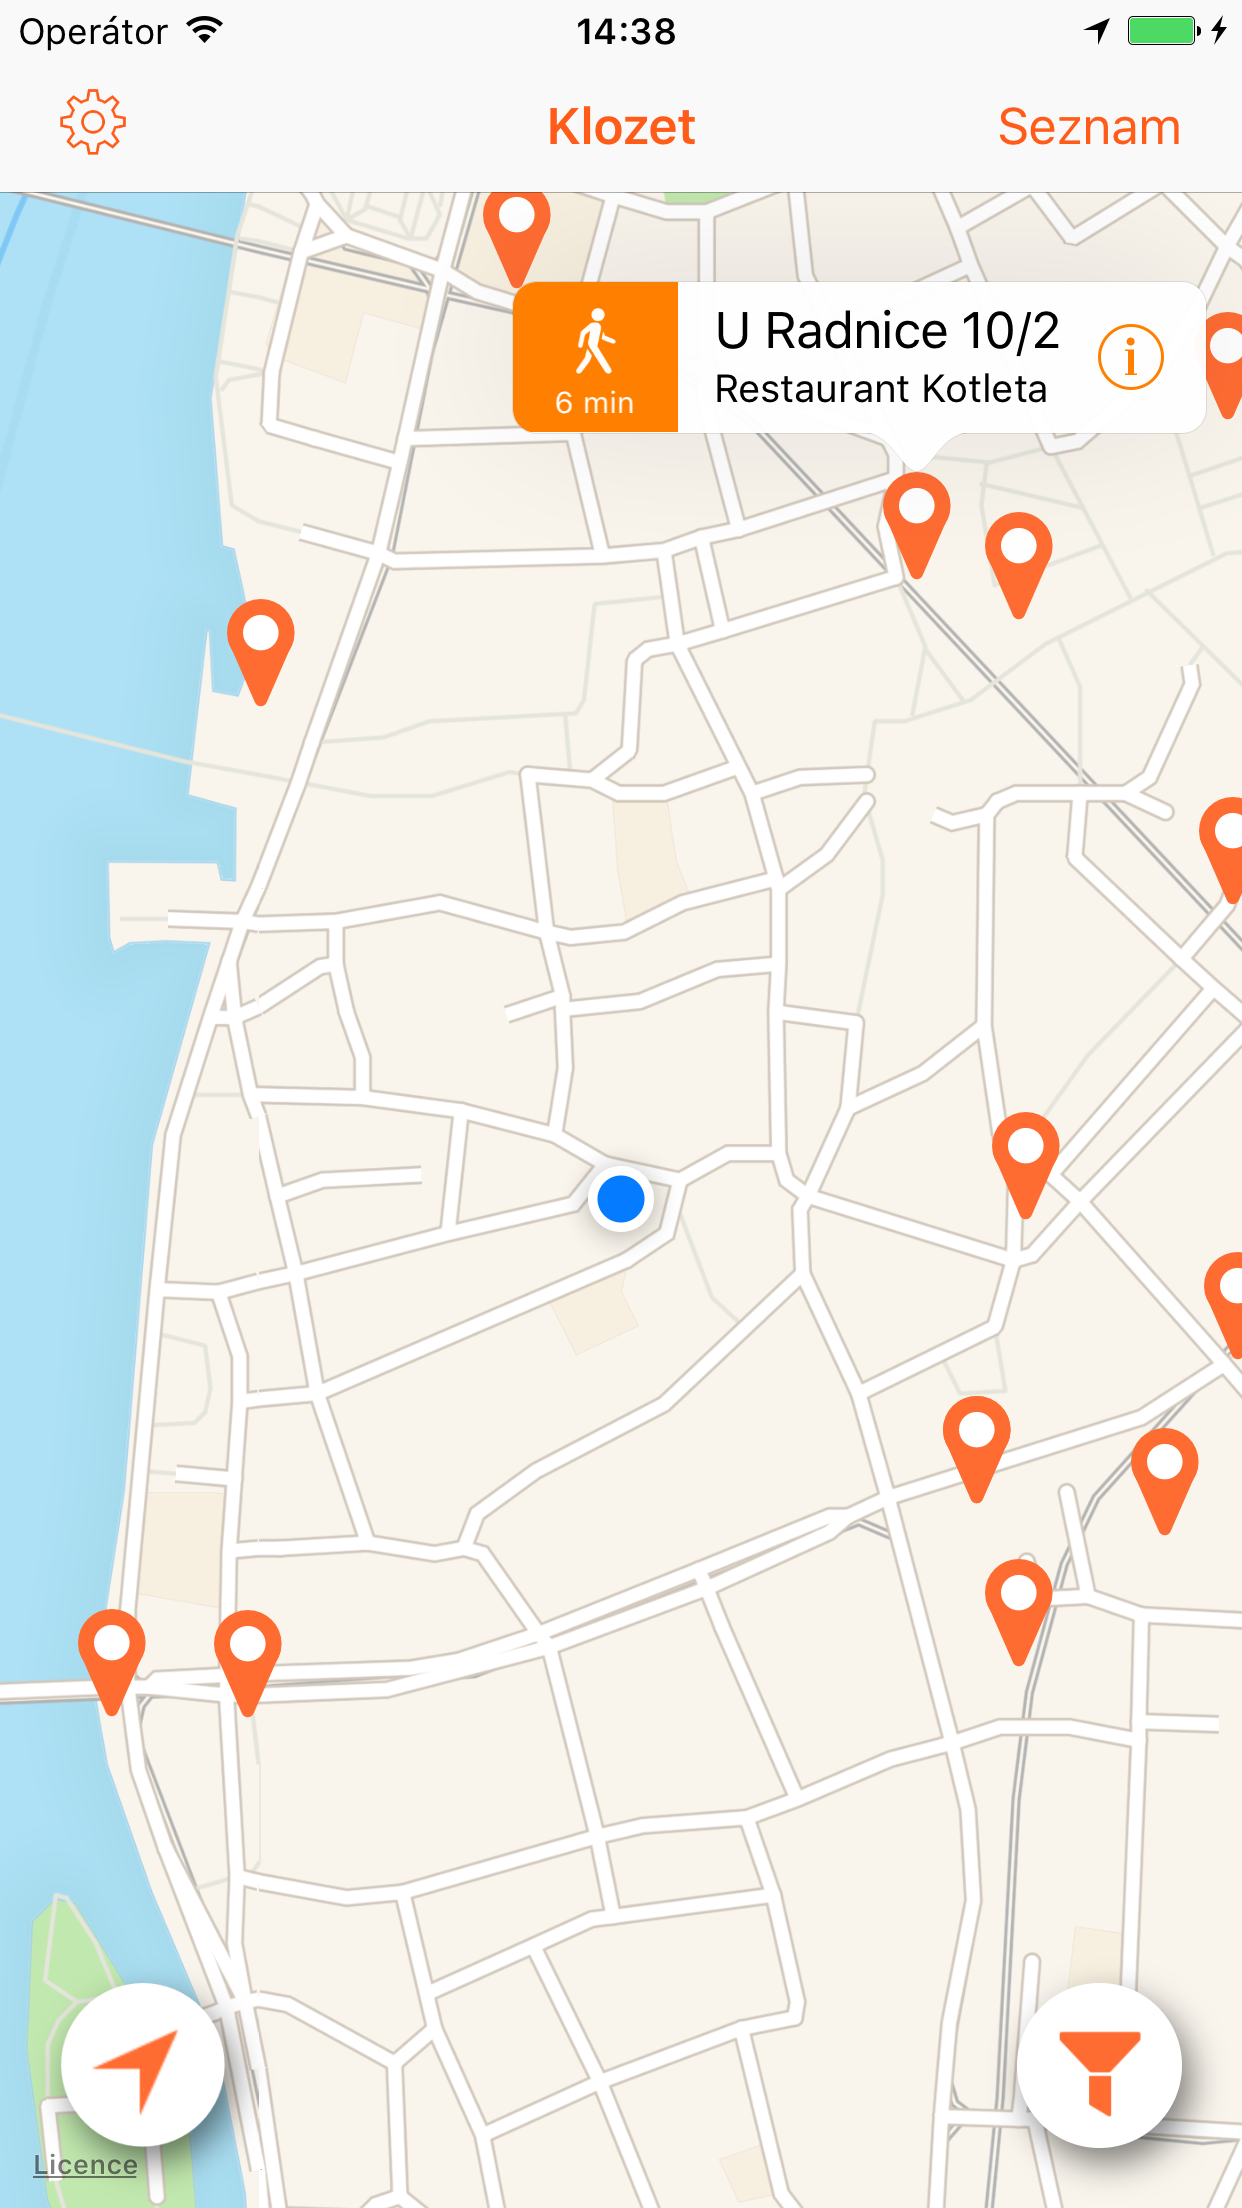 Operátor
14:38
Klozet
Seznam
6 min
U Radnice 10/2
Restaurant Kotleta
i
Licence